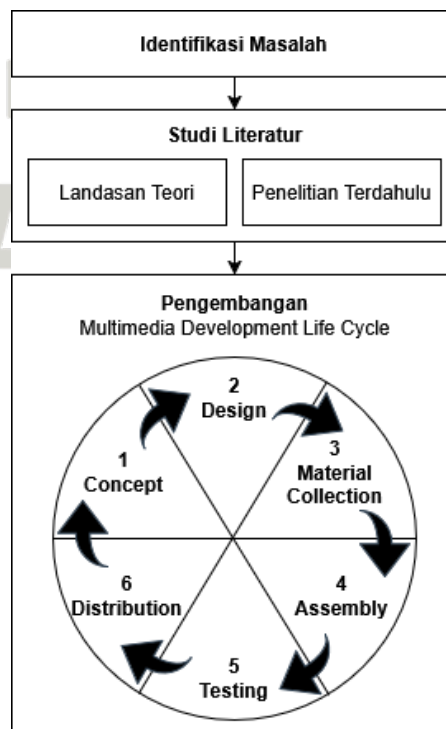 Identifikasi Masalah
Studi Literatur
Landasan Teori
Penelitian Terdahulu
Pengembangan
Multimedia Development Life Cycle
1
Concept
2
Design
3
Material
Collection
4
Assembly
5
Testing
6
Distribution